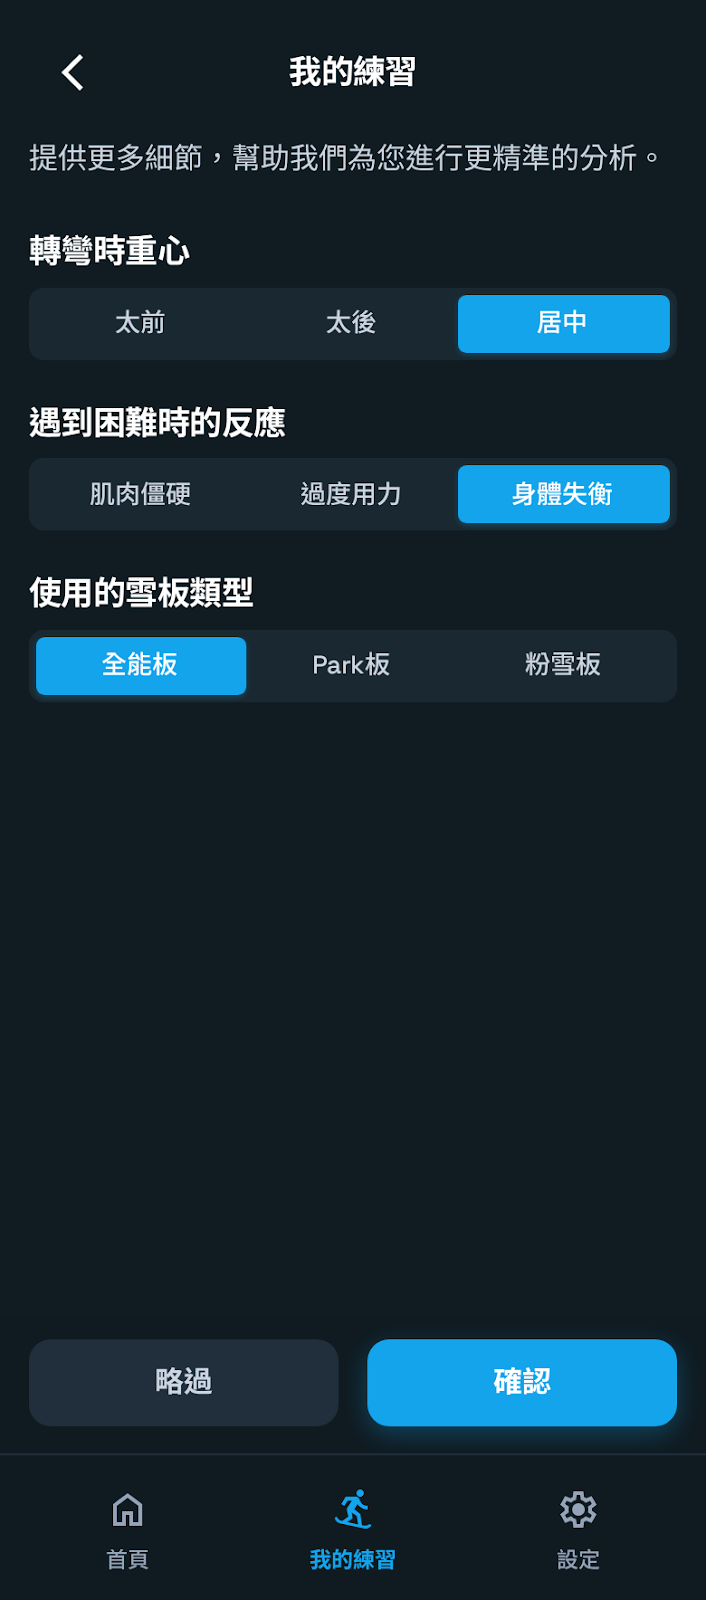 我的練習
提供更多細節，幫助我們為您進行更精準的分析。
轉彎時重心
太前 太後 居中
遇到困難時的反應
肌肉僵硬 過度用力 身體失衡
使用的雪板類型
全能板 Park板 粉雪板
略過 確認
首頁 我的練習 設定